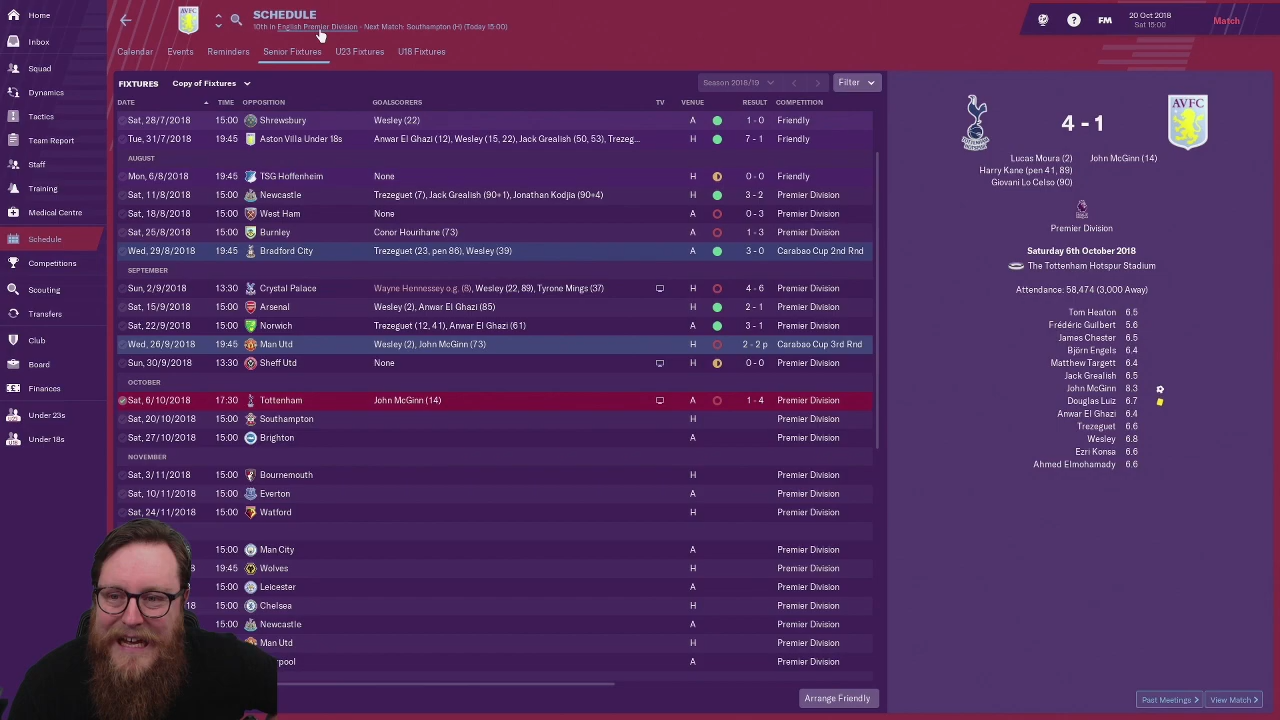 SCHEDULE
10th in English Premier Division - Next Match: Southampton (H) (Today 15:00)
FM
20 Oct 2018
Sat 15:00
Match
Calendar Events Reminders Senior Fixtures U23 Fixtures U18 Fixtures
Home
Inbox
Squad
Dynamics
Tactics
Team Report
Staff
Training
Medical Centre
Schedule
Competitions
Scouting
Transfers
Club
Board
Finances
Under 23s
Under 18s
FIXTURES Copy of Fixtures Season 2018/19 Filter
DATE TIME OPPOSITION GOALSCORERS TV VENUE RESULT COMPETITION
Sat, 28/7/2018 15:00 Shrewsbury Wesley (22) A 1 - 0 Friendly
Tue, 31/7/2018 19:45 Aston Villa Under 18s Anwar El Ghazi (12), Wesley (15, 22), Jack Grealish (50, 53), Trezeg... H 7 - 1 Friendly
AUGUST
Mon, 6/8/2018 19:45 TSG Hoffenheim None H 0 - 0 Friendly
Sat, 11/8/2018 15:00 Newcastle Trezeguet (7), Jack Grealish (90+1), Jonathan Kodjia (90+4) H 3 - 2 Premier Division
Sat, 18/8/2018 15:00 West Ham None A 0 - 3 Premier Division
Sat, 25/8/2018 15:00 Burnley Conor Hourihane (73) A 1 - 3 Premier Division
Wed, 29/8/2018 19:45 Bradford City Trezeguet (23, pen 86), Wesley (39) A 3 - 0 Carabao Cup 2nd Rnd
SEPTEMBER
Sun, 2/9/2018 13:30 Crystal Palace Wayne Hennessey o.g. (8), Wesley (22, 89), Tyrone Mings (37) H 4 - 6 Premier Division
Sat, 15/9/2018 15:00 Arsenal Wesley (2), Anwar El Ghazi (85) A 2 - 1 Premier Division
Sat, 22/9/2018 15:00 Norwich Trezeguet (12, 41), Anwar El Ghazi (61) A 3 - 1 Premier Division
Wed, 26/9/2018 19:45 Man Utd Wesley (2), John McGinn (73) H 2 - 2 p Carabao Cup 3rd Rnd
Sun, 30/9/2018 13:30 Sheff Utd None H 0 - 0 Premier Division
OCTOBER
Sat, 6/10/2018 17:30 Tottenham John McGinn (14) A 1 - 4 Premier Division
Sat, 20/10/2018 15:00 Southampton H Premier Division
Sat, 27/10/2018 15:00 Brighton A Premier Division
NOVEMBER
Sat, 3/11/2018 15:00 Bournemouth H Premier Division
Sat, 10/11/2018 15:00 Everton A Premier Division
Sat, 24/11/2018 15:00 Watford H Premier Division
15:00 Man City A Premier Division
19:45 Wolves H Premier Division
15:00 Leicester A Premier Division
15:00 Chelsea H Premier Division
15:00 Newcastle A Premier Division
Man Utd H Premier Division
A Premier Division
Arrange Friendly
AVFC
4 - 1
Lucas Moura (2) John McGinn (14)
Harry Kane (pen 41, 89)
Giovani Lo Celso (90)
Premier Division
Saturday 6th October 2018
The Tottenham Hotspur Stadium
Attendance: 58,474 (3,000 Away)
Tom Heaton 6.5
Frédéric Guilbert 5.6
James Chester 6.5
Björn Engels 6.4
Matthew Targett 6.4
Jack Grealish 6.5
John McGinn 8.3
Douglas Luiz 6.7
Anwar El Ghazi 6.4
Trezeguet 6.6
Wesley 6.8
Ezri Konsa 6.6
Ahmed Elmohamady 6.6
Past Meetings > View Match >